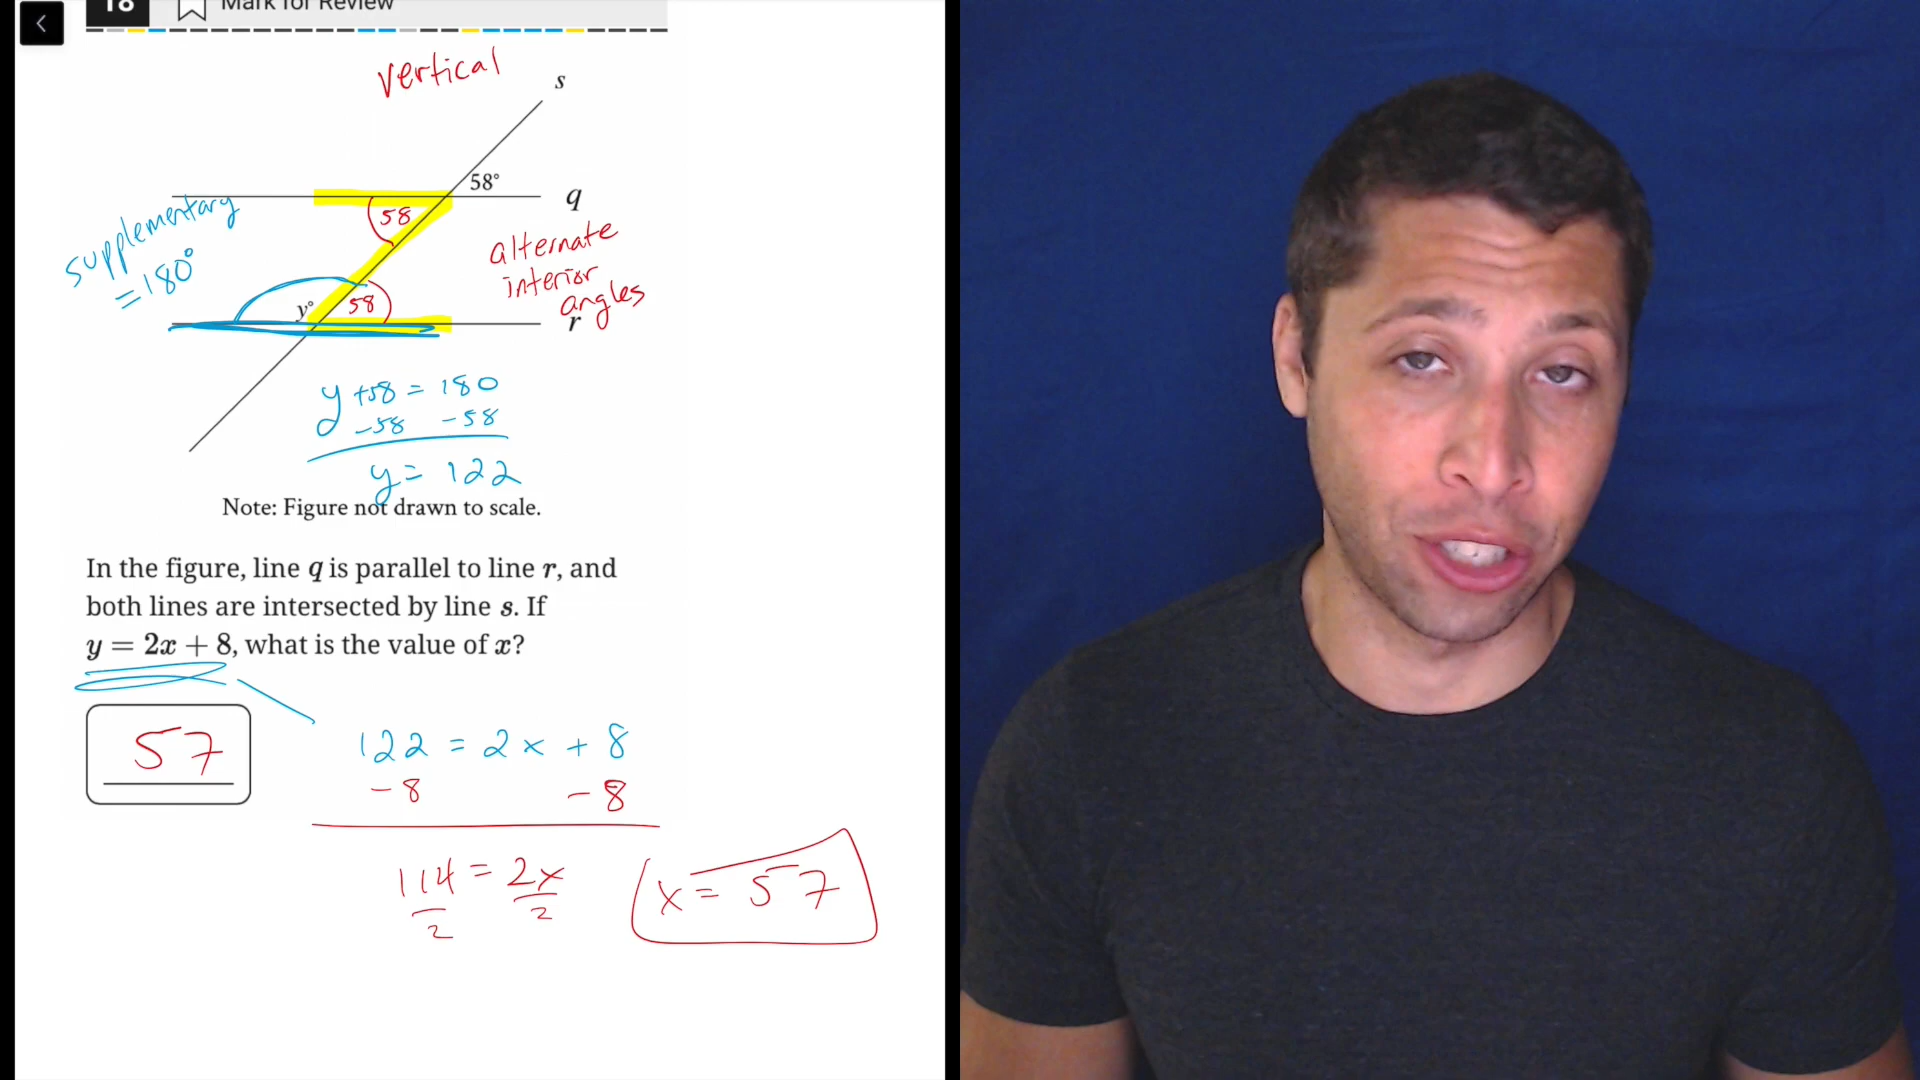 18 Mark for Review
vertical
s
58°
q
58
supplementary
=180°
alternate
interior
angles
y°
58
r
y+58 = 180
-58 -58
y = 122
Note: Figure not drawn to scale.
In the figure, line q is parallel to line r, and
both lines are intersected by line s. If
y = 2x + 8, what is the value of x?
57
122 = 2x + 8
-8 -8
114 = 2x
2 2
x = 57